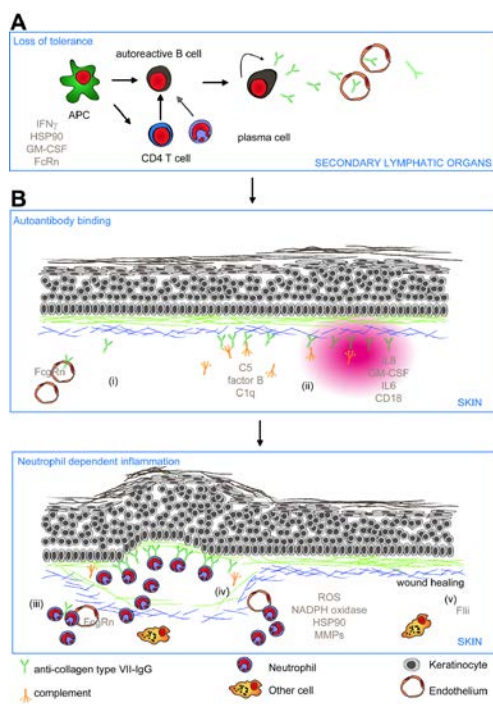 A
Loss of tolerance
autoreactive B cell
APC
IFNγ
HSP90
GM-CSF
FcRn
CD4 T cell
plasma cell
SECONDARY LYMPHATIC ORGANS
B
Autoantibody binding
FcgRn
(i)
C5
factor B
C1q
(ii)
IL8
GM-CSF
IL6
CD18
SKIN
Neutrophil dependent inflammation
(iii)
FcgRn
(iv)
ROS
NADPH oxidase
HSP90
MMPs
wound healing
(v)
Flii
SKIN
anti-collagen type VII-IgG
complement
Neutrophil
Other cell
Keratinocyte
Endothelium